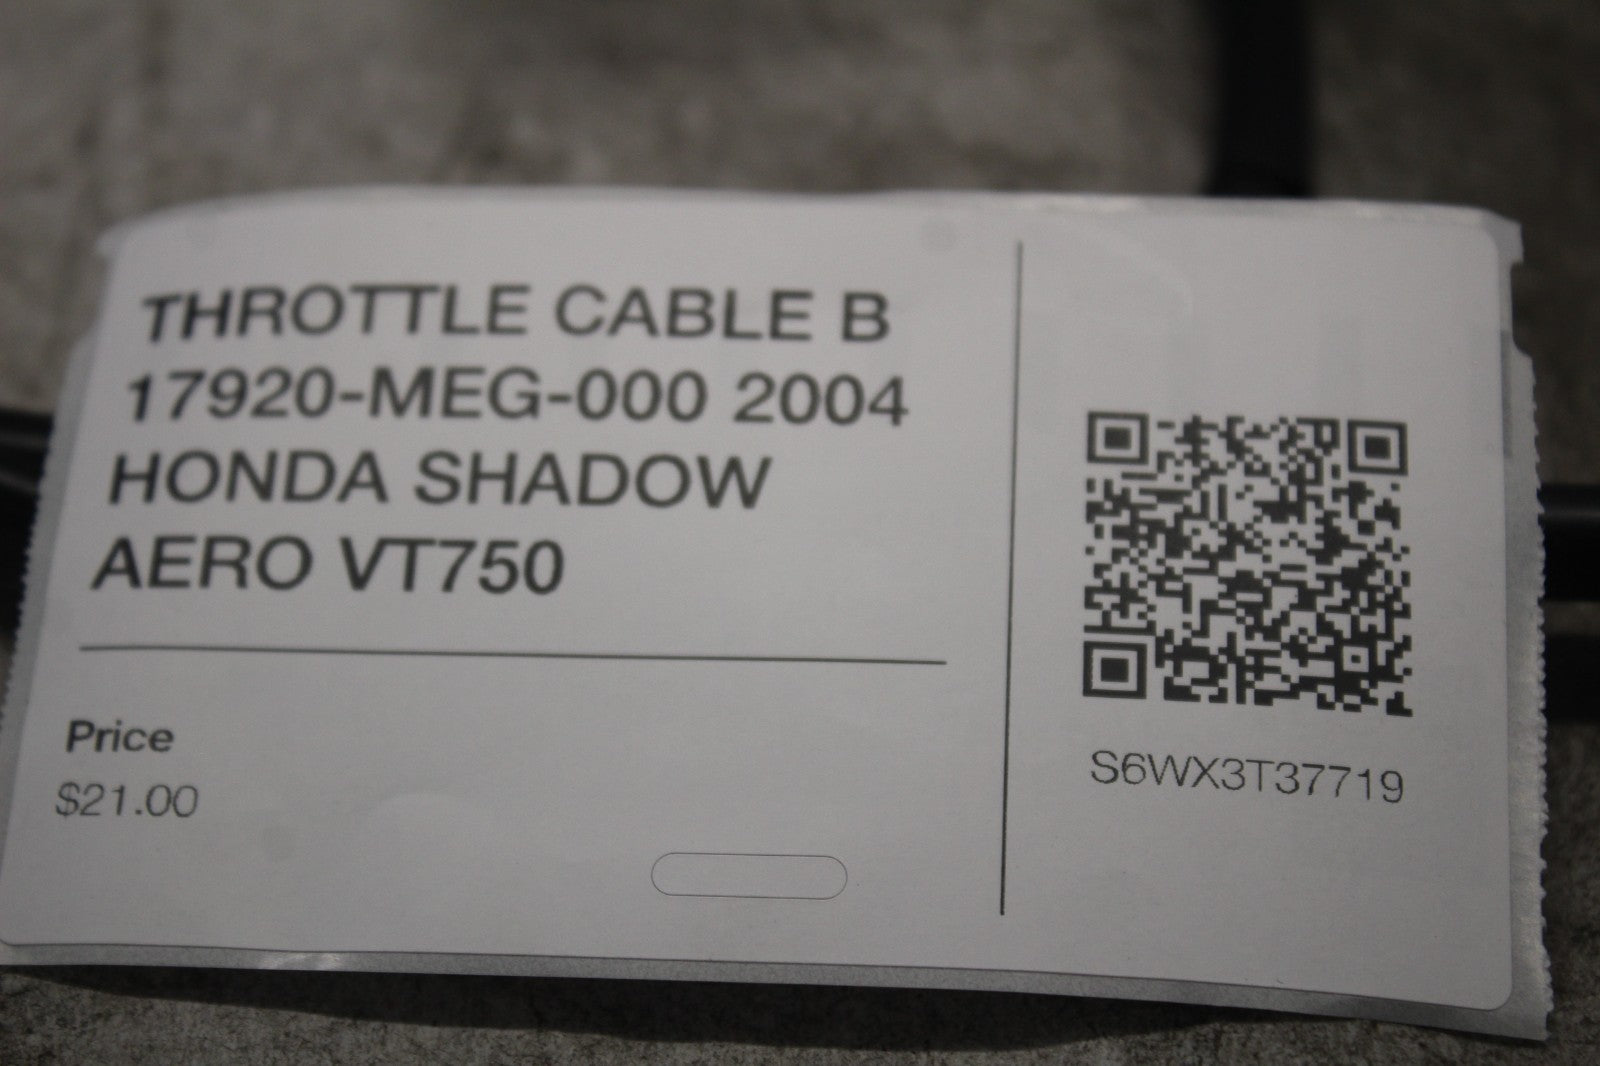 THROTTLE CABLE B
17920-MEG-000 2004
HONDA SHADOW
AERO VT750
Price
$21.00
S6WX3T37719